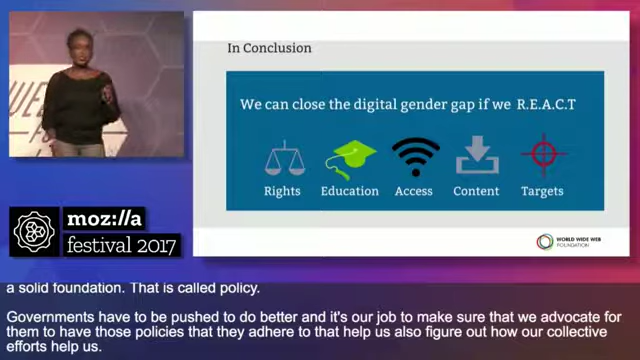 In Conclusion
We can close the digital gender gap if we R.E.A.C.T
Rights
Education
Access
Content
Targets
WORLD WIDE WEB
FOUNDATION
moz://a
festival 2017
a solid foundation. That is called policy.
Governments have to be pushed to do better and it's our job to make sure that we advocate for
them to have those policies that they adhere to that help us also figure out how our collective
efforts help us.